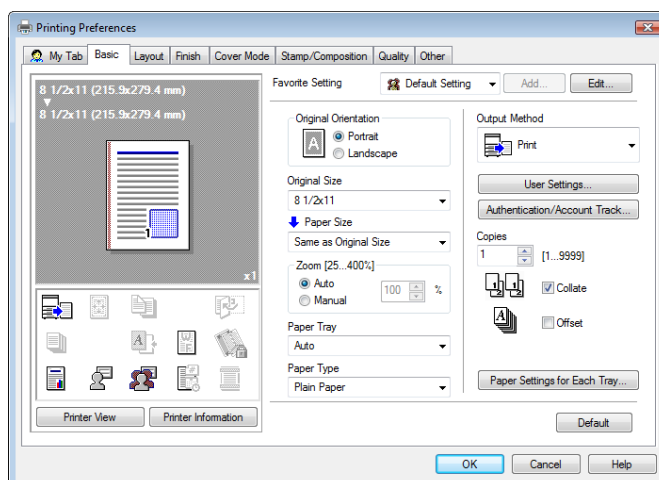 Printing Preferences
My Tab Basic Layout Finish Cover Mode Stamp/Composition Quality Other
8 1/2x11 (215.9x279.4 mm)
8 1/2x11 (215.9x279.4 mm)
1
x1
Printer View Printer Information
Favorite Setting Default Setting Add... Edit...
Original Orientation
A
Portrait
Landscape
Original Size
8 1/2x11
Paper Size
Same as Original Size
Zoom [25...400%]
Auto
Manual
100 %
Paper Tray
Auto
Paper Type
Plain Paper
Output Method
Print
User Settings...
Authentication/Account Track...
Copies
1 [1...9999]
Collate
Offset
Paper Settings for Each Tray...
Default
OK Cancel Help